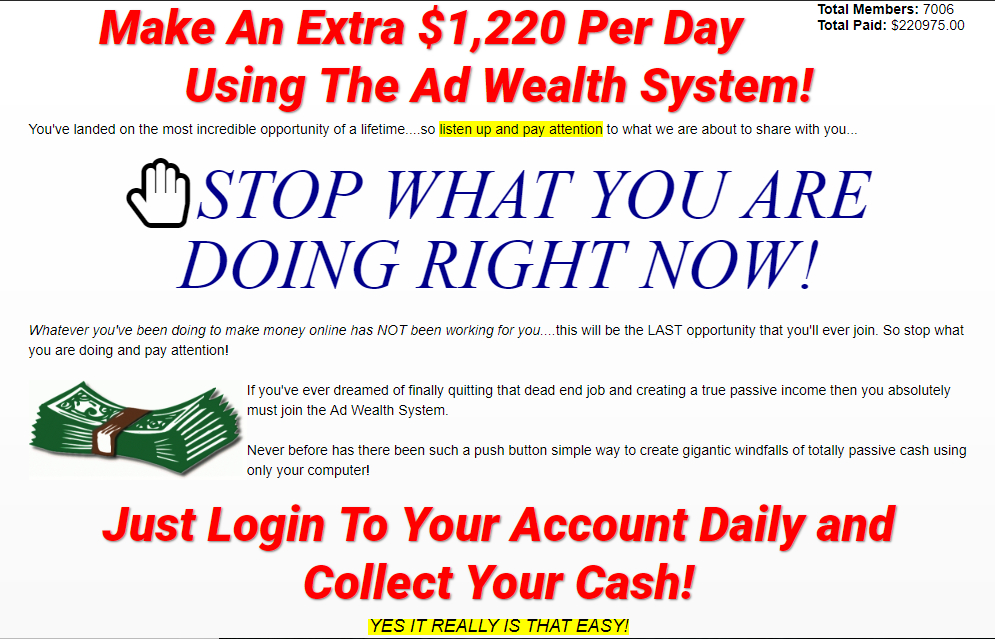 Total Members: 7006
Total Paid: $220975.00
Make An Extra $1,220 Per Day
Using The Ad Wealth System!
You've landed on the most incredible opportunity of a lifetime....so listen up and pay attention to what we are about to share with you...
STOP WHAT YOU ARE
DOING RIGHT NOW!
Whatever you've been doing to make money online has NOT been working for you....this will be the LAST opportunity that you'll ever join. So stop what
you are doing and pay attention!
If you've ever dreamed of finally quitting that dead end job and creating a true passive income then you absolutely
must join the Ad Wealth System.
Never before has there been such a push button simple way to create gigantic windfalls of totally passive cash using
only your computer!
Just Login To Your Account Daily and
Collect Your Cash!
YES IT REALLY IS THAT EASY!